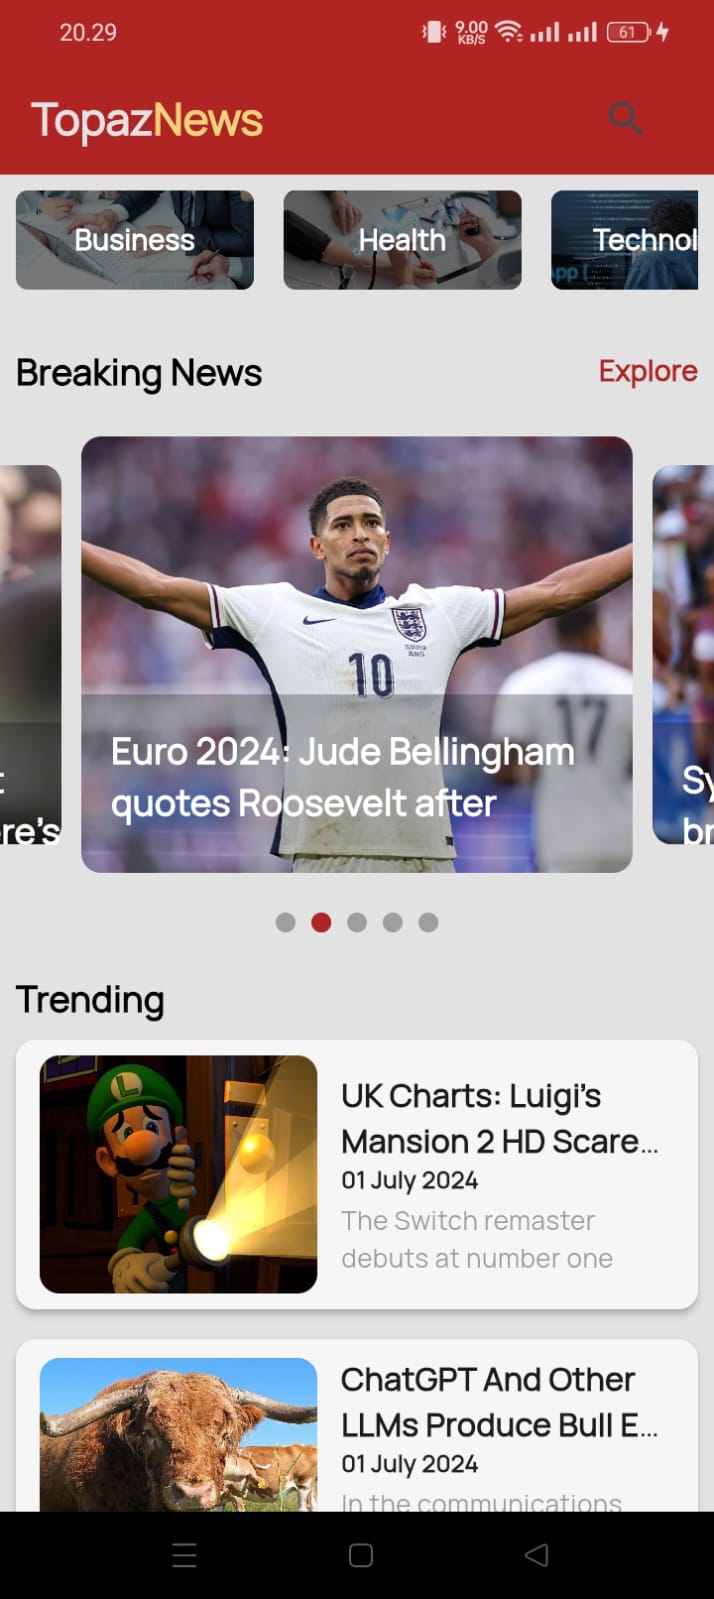 20.29
9.00
KB/S
61
TopazNews
Business
Health
Technol
App
Breaking News
Explore
10
17
Euro 2024: Jude Bellingham
quotes Roosevelt after
re's
Sy
br
Trending
L
UK Charts: Luigi's
Mansion 2 HD Scare...
01 July 2024
The Switch remaster
debuts at number one
ChatGPT And Other
LLMs Produce Bull E...
01 July 2024
In the communications